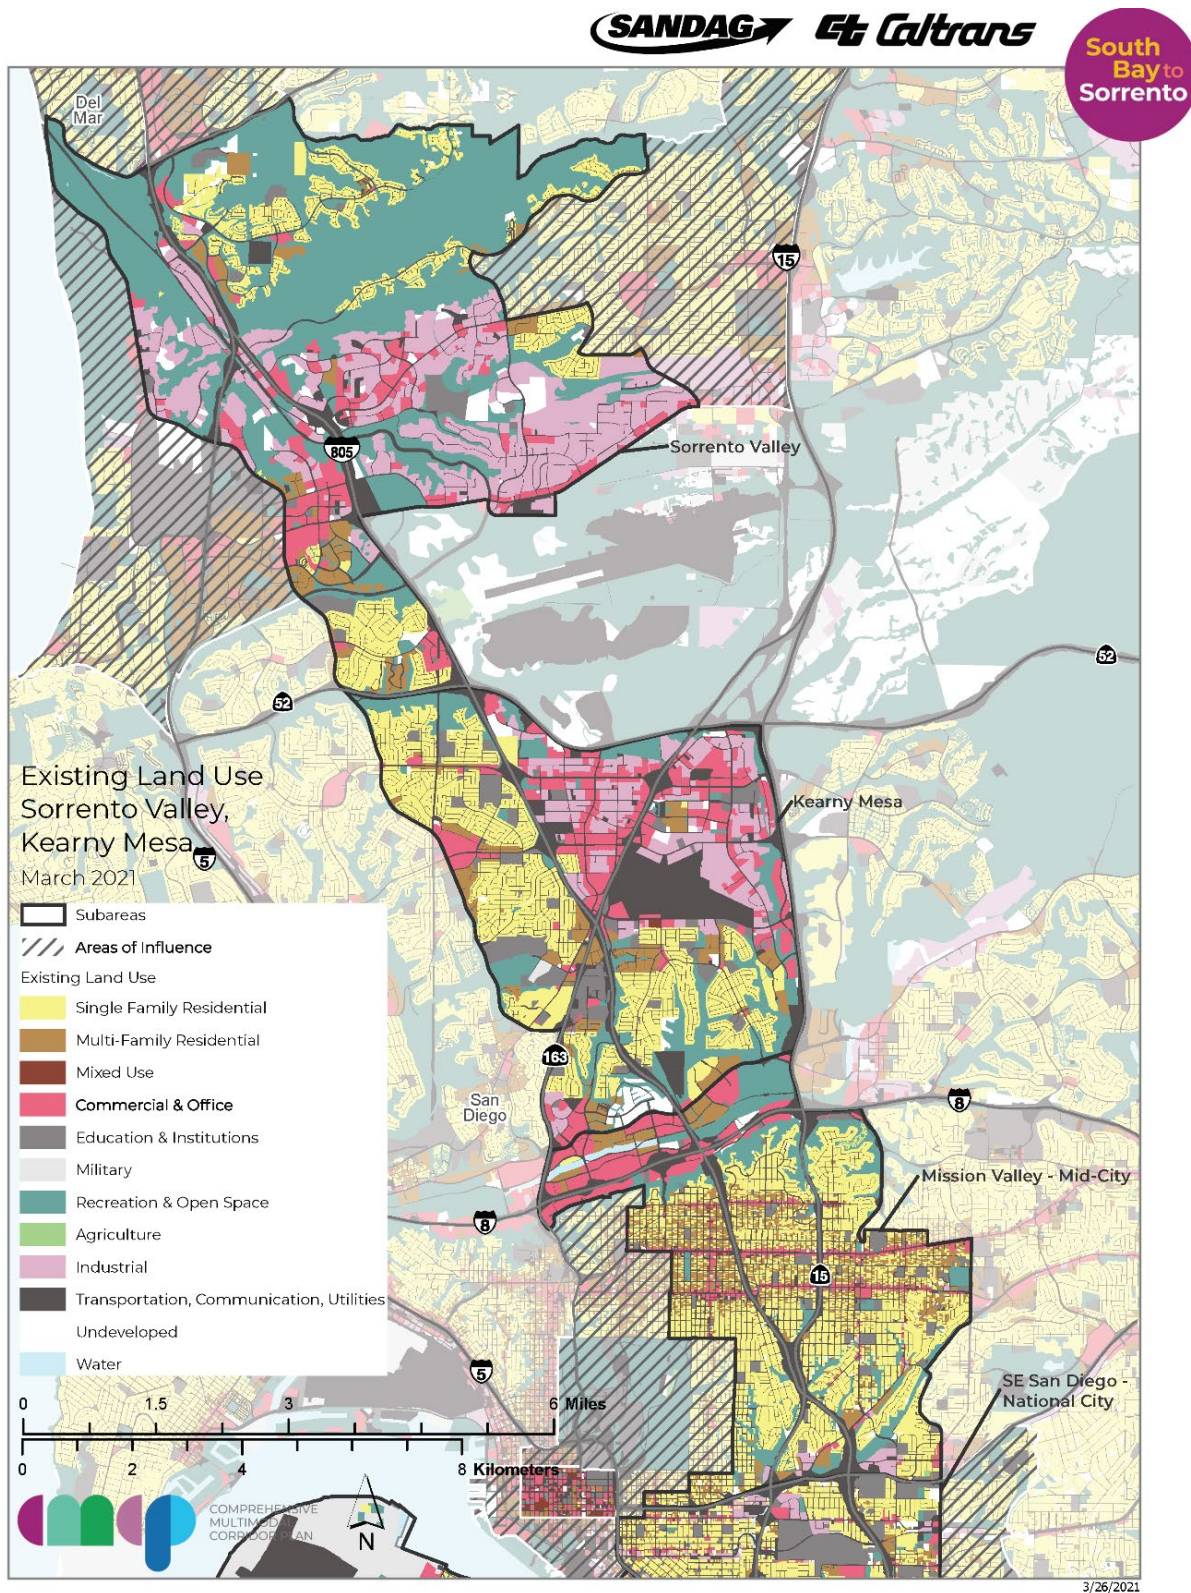 SANDAG
Caltrans
South
Bay to
Sorrento
Del
Mar
15
805
Sorrento Valley
52
52
Existing Land Use
Sorrento Valley,
Kearny Mesa
March 2021
5
Kearny Mesa
Subareas
Areas of Influence
Existing Land Use
Single Family Residential
Multi-Family Residential
Mixed Use
Commercial & Office
Education & Institutions
Military
Recreation & Open Space
Agriculture
Industrial
Transportation, Communication, Utilities
Undeveloped
Water
163
San
Diego
8
8
Mission Valley - Mid-City
15
5
SE San Diego -
National City
0 1.5 3 6 Miles
0 2 4 8 Kilometers
COMPREHENSIVE
MULTIMODAL
CORRIDOR PLAN
N
3/26/2021